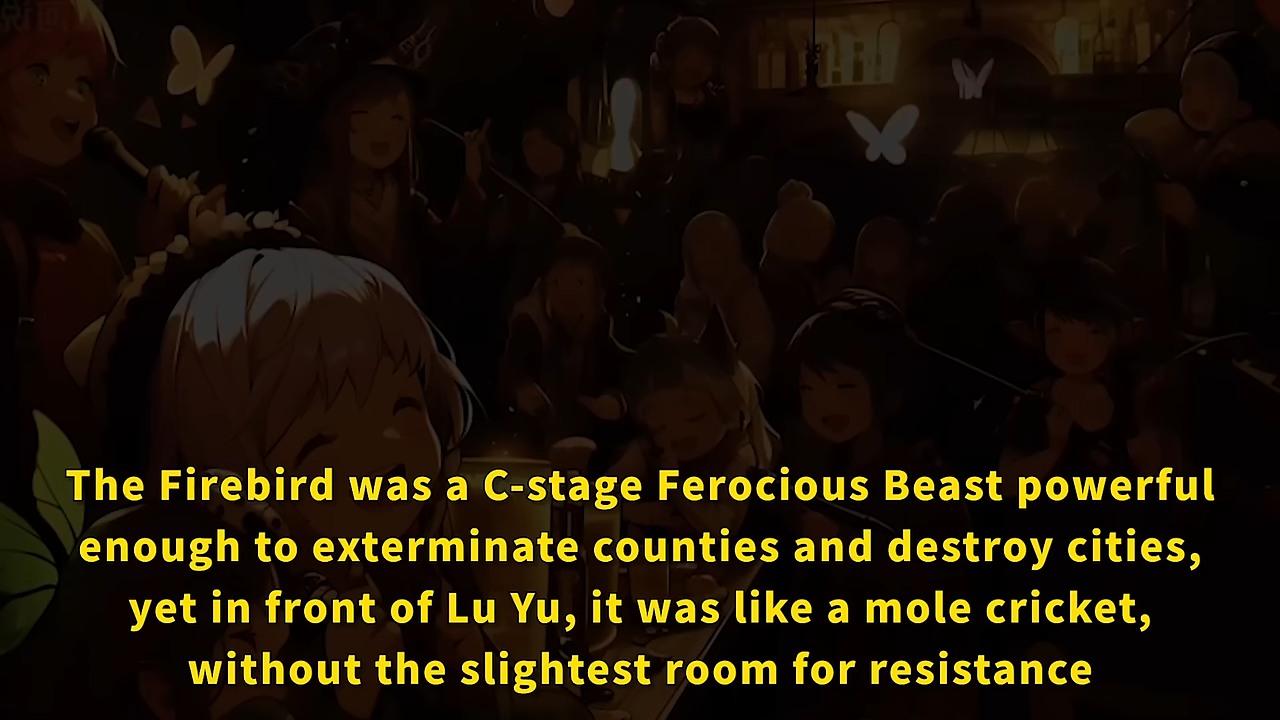 The Firebird was a C-stage Ferocious Beast powerful
enough to exterminate counties and destroy cities,
yet in front of Lu Yu, it was like a mole cricket,
without the slightest room for resistance